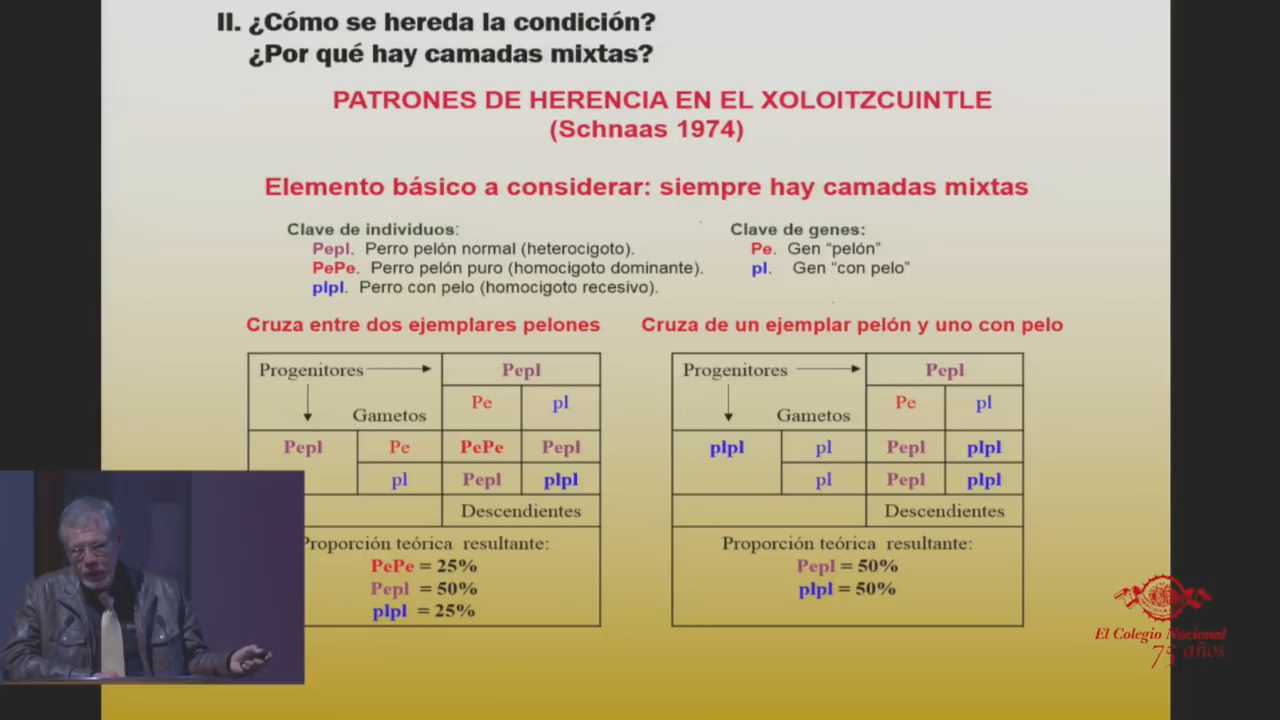 II. ¿Cómo se hereda la condición?
¿Por qué hay camadas mixtas?
PATRONES DE HERENCIA EN EL XOLOITZCUINTLE
(Schnaas 1974)
Elemento básico a considerar: siempre hay camadas mixtas
Clave de individuos:
Pepl. Perro pelón normal (heterocigoto).
PePe. Perro pelón puro (homocigoto dominante).
plpl. Perro con pelo (homocigoto recesivo).
Clave de genes:
Pe. Gen “pelón”
pl. Gen “con pelo”
Cruza entre dos ejemplares pelones
Progenitores Pepl
Pe pl
Gametos
Pepl Pe PePe Pepl
pl Pepl plpl
Descendientes
Proporción teórica resultante:
PePe = 25%
Pepl = 50%
plpl = 25%
Cruza de un ejemplar pelón y uno con pelo
Progenitores Pepl
Pe pl
Gametos
plpl pl Pepl plpl
pl Pepl plpl
Descendientes
Proporción teórica resultante:
Pepl = 50%
plpl = 50%
El Colegio Nacional
75 años